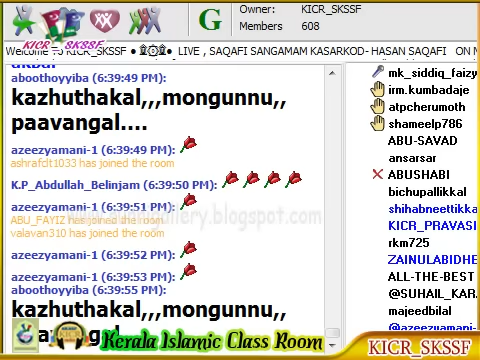 Owner: KICR_SKSSF
G
Members 608
KICR_SKSSF
Welcome To KICR_SKSSF LIVE , SAQAFI SANGAMAM KASARKOD- HASAN SAQAFI ON
aboothoyyiba (6:39:49 PM):
kazhuthakal,,,mongunnu,,
paavangal....
azeezyamani-1 (6:39:49 PM):
ashrafclt1033 has joined the room
K.P_Abdullah_Belinjam (6:39:50 PM):
azeezyamani-1 (6:39:51 PM):
ABU_FAYIZ has joined the room
valavan310 has joined the room
azeezyamani-1 (6:39:52 PM):
azeezyamani-1 (6:39:53 PM):
aboothoyyiba (6:39:55 PM):
kazhuthakal,,,mongunnu,,
paavangal
mk_siddiq_faizy
irm.kumbadaje
atpcherumoth
shameelp786
ABU-SAVAD
ansarsar
ABUSHABI
bichupallikkal
shihabneettikka
KICR_PRAVASI
rkm725
ZAINULABIDHE
ALL-THE-BEST
@SUHAIL_KAR
majeedbilal
@azeezyamani-
KICR
Kerala Islamic Class Room
KICR_SKSSF